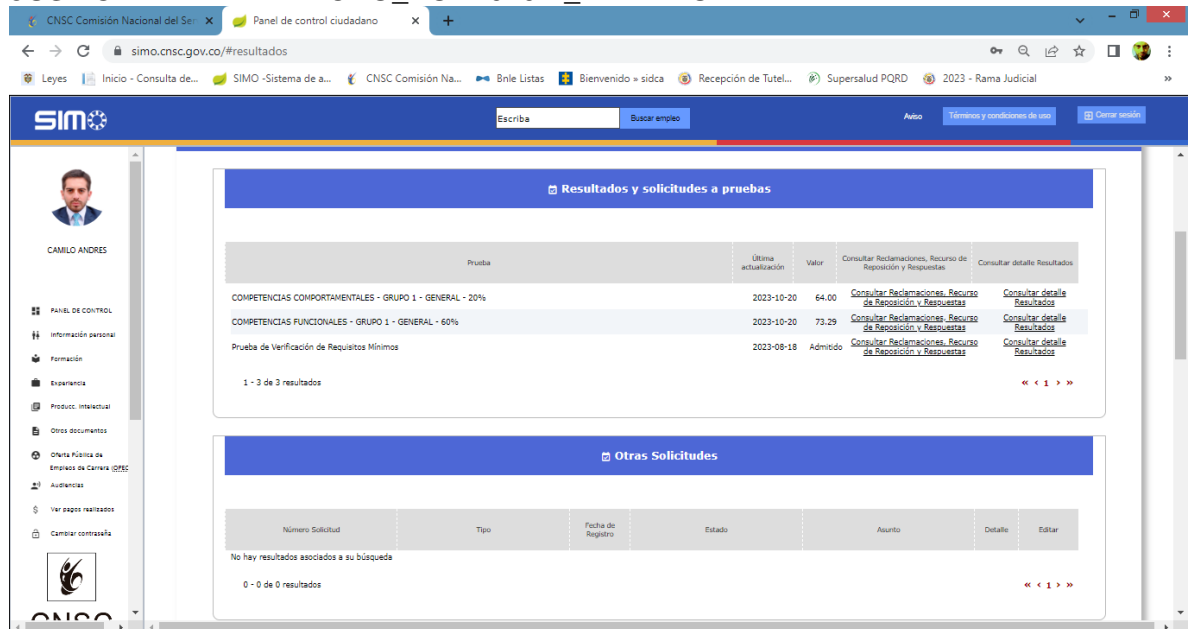 CNSC Comisión Nacional del Ser
Panel de control ciudadano
simo.cnsc.gov.co/#resultados
Leyes
Inicio - Consulta de...
SIMO -Sistema de a...
CNSC Comisión Na...
Bnle Listas
Bienvenido » sidca
Recepción de Tutel...
Supersalud PQRD
2023 - Rama Judicial
»
simo
Escriba
Buscar empleo
Aviso
Términos y condiciones de uso
Cerrar sesión
CAMILO ANDRES
PANEL DE CONTROL
Información personal
Formación
Experiencia
Producc. Intelectual
Otros documentos
Oferta Pública de
Empleos de Carrera (OPEC
Audiencias
Ver pagos realizados
Cambiar contraseña
CNSC
Resultados y solicitudes a pruebas
Prueba
Última
actualización
Valor
Consultar Reclamaciones, Recurso de
Reposición y Respuestas
Consultar detalle Resultados
COMPETENCIAS COMPORTAMENTALES - GRUPO 1 - GENERAL - 20%
2023-10-20
64.00
Consultar Reclamaciones, Recurso
de Reposición y Respuestas
Consultar detalle
Resultados
COMPETENCIAS FUNCIONALES - GRUPO 1 - GENERAL - 60%
2023-10-20
73.29
Consultar Reclamaciones, Recurso
de Reposición y Respuestas
Consultar detalle
Resultados
Prueba de Verificación de Requisitos Mínimos
2023-08-18
Admitido
Consultar Reclamaciones, Recurso
de Reposición y Respuestas
Consultar detalle
Resultados
1 - 3 de 3 resultados
« ‹ 1 › »
Otras Solicitudes
Número Solicitud
Tipo
Fecha de
Registro
Estado
Asunto
Detalle
Editar
No hay resultados asociados a su búsqueda
0 - 0 de 0 resultados
« ‹ 1 › »